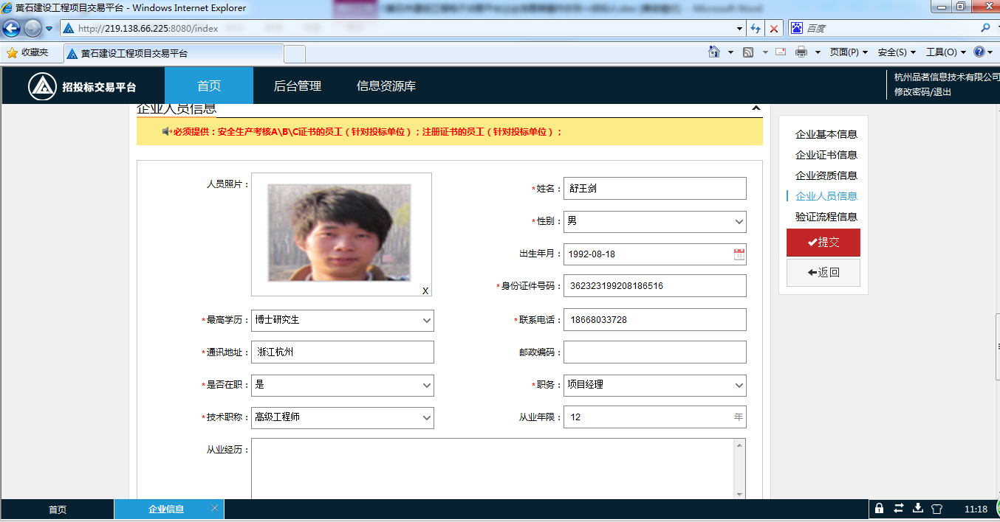 黄石建设工程项目交易平台 - Windows Internet Explorer
http://219.138.66.225:8080/index
百度
收藏夹
黄石建设工程项目交易平台
页面(P) 安全(S) 工具(O)
招投标交易平台
首页 后台管理 信息资源库
杭州品茗信息技术有限公司
修改密码/退出
企业人员信息
必须提供：安全生产考核A\B\C证书的员工（针对投标单位）；注册证书的员工（针对投标单位）；
人员照片：
X
*姓名： 舒王剑
*性别： 男
出生年月： 1992-08-18
*身份证件号码： 362323199208186516
*最高学历： 博士研究生
*联系电话： 18668033728
*通讯地址： 浙江杭州
邮政编码：
*是否在职： 是
*职务： 项目经理
*技术职称： 高级工程师
从业年限： 12 年
从业经历：
企业基本信息
企业证书信息
企业资质信息
企业人员信息
验证流程信息
提交
返回
首页
企业信息
11:18